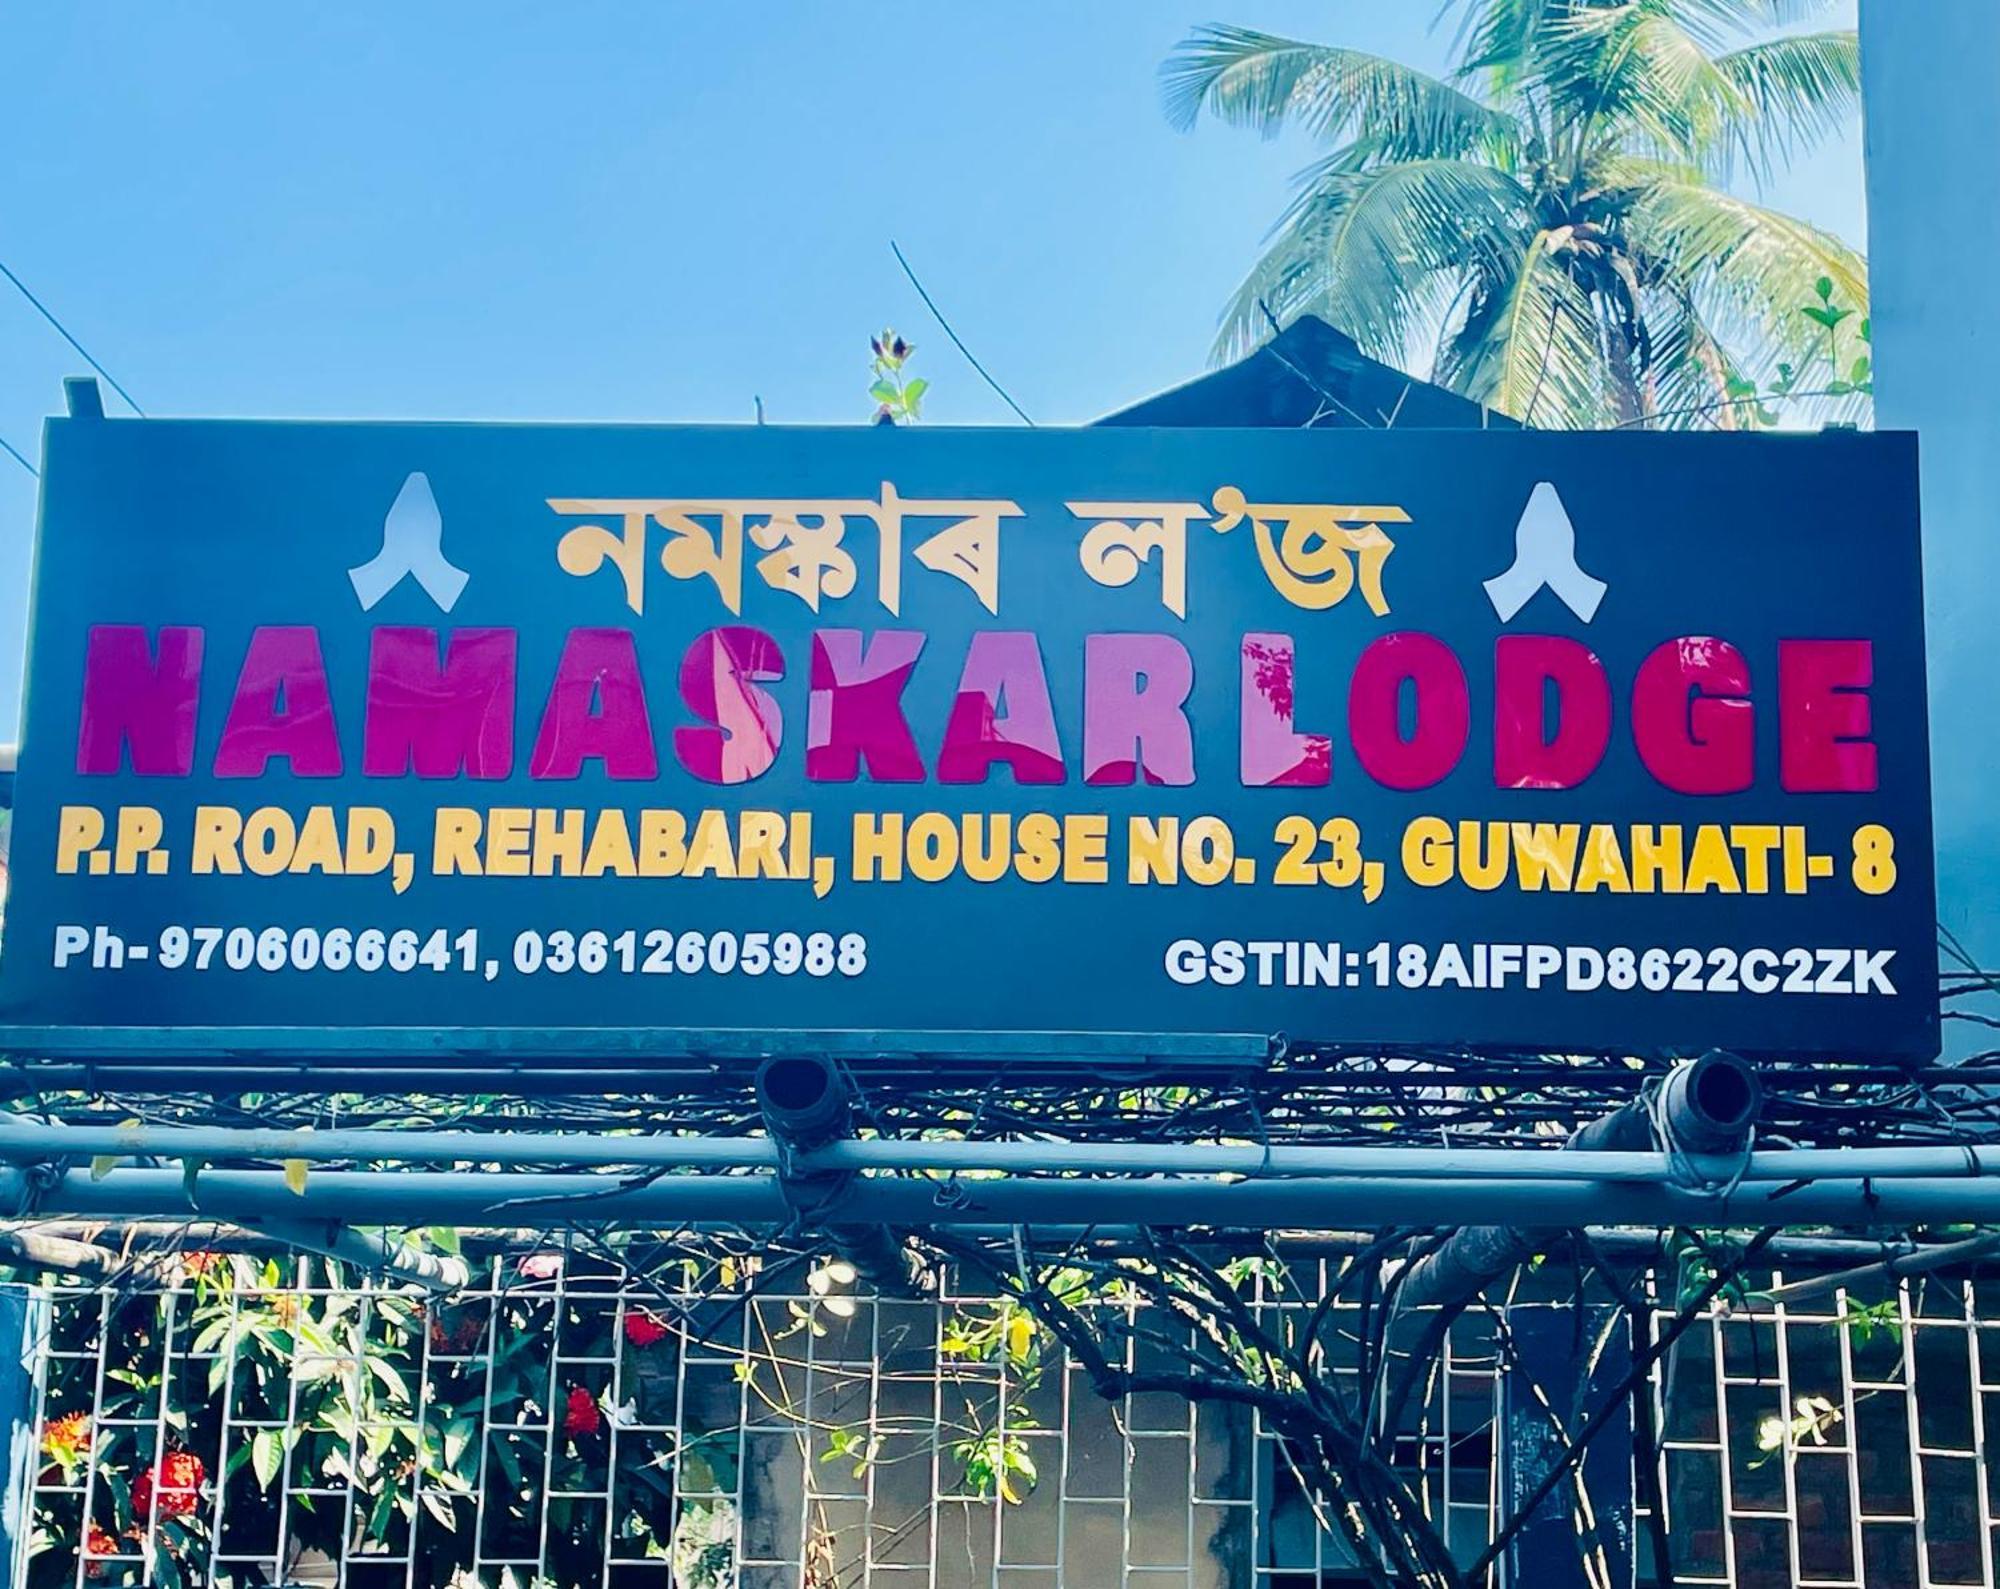 নমস্কাৰ ল'জ
NAMASKAR LODGE
P.P. ROAD, REHABARI, HOUSE NO. 23, GUWAHATI- 8
Ph- 9706066641, 03612605988
GSTIN:18AIFPD8622C2ZK